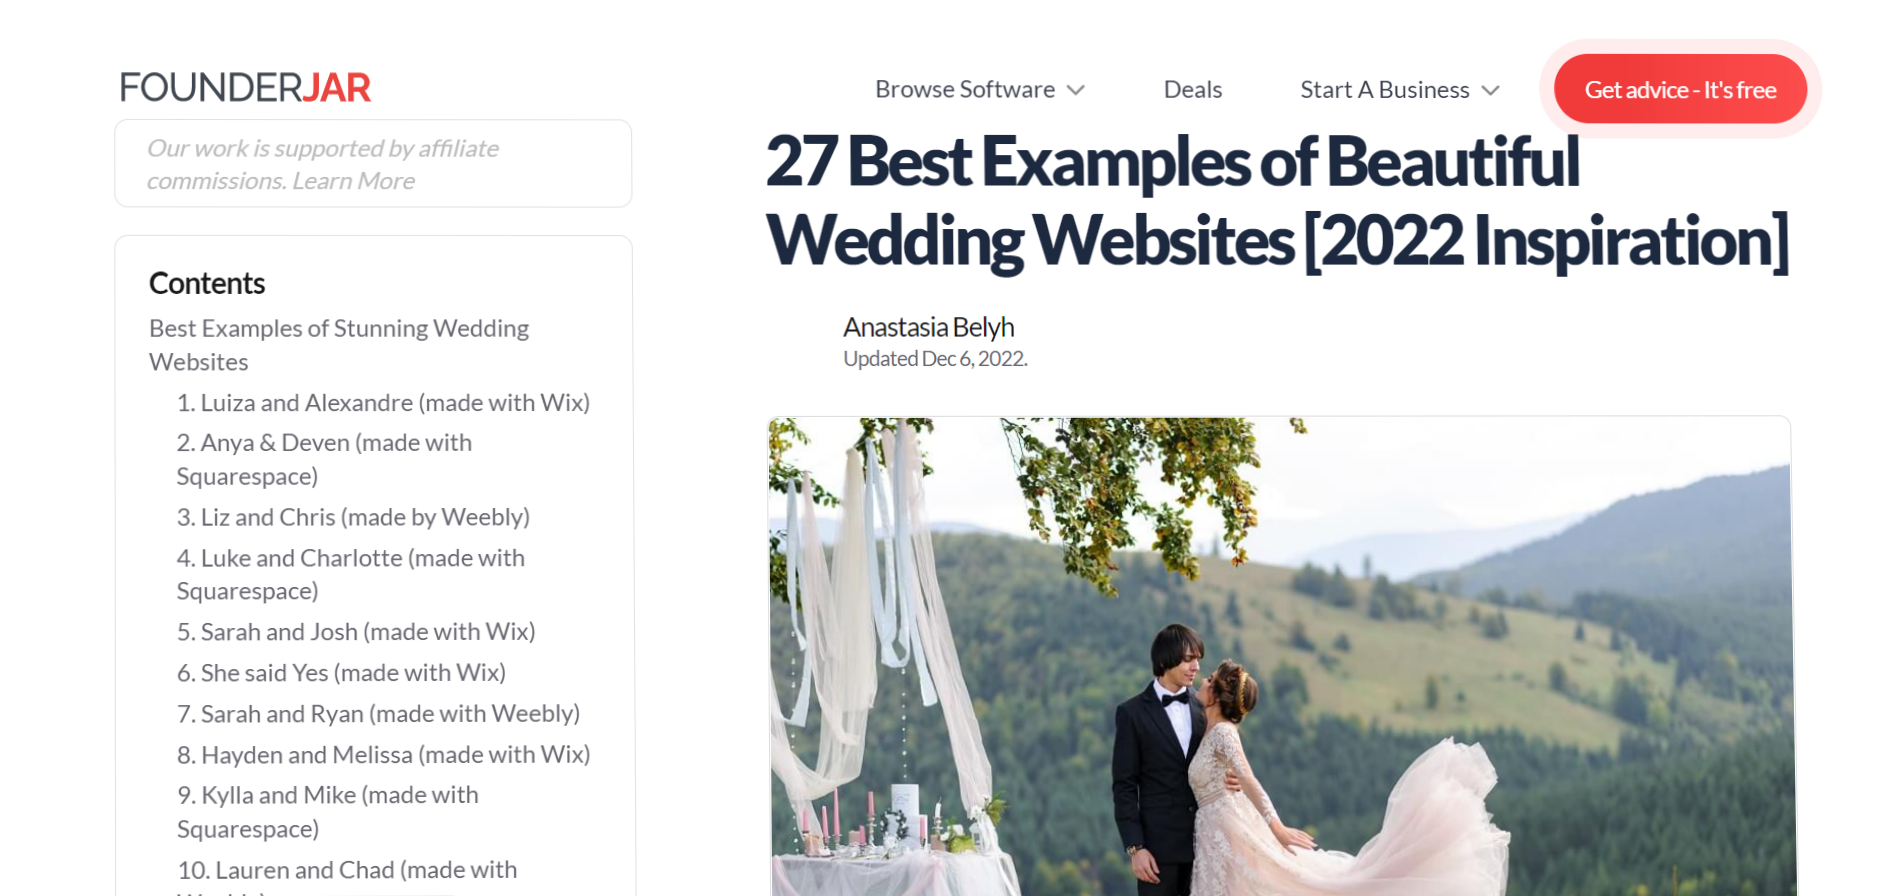 FOUNDERJAR
Browse Software
Deals
Start A Business
Get advice - It's free
Our work is supported by affiliate
commissions. Learn More
Contents
Best Examples of Stunning Wedding
Websites
1. Luiza and Alexandre (made with Wix)
2. Anya & Deven (made with
Squarespace)
3. Liz and Chris (made by Weebly)
4. Luke and Charlotte (made with
Squarespace)
5. Sarah and Josh (made with Wix)
6. She said Yes (made with Wix)
7. Sarah and Ryan (made with Weebly)
8. Hayden and Melissa (made with Wix)
9. Kylla and Mike (made with
Squarespace)
10. Lauren and Chad (made with
27 Best Examples of Beautiful
Wedding Websites [2022 Inspiration]
Anastasia Belyh
Updated Dec 6, 2022.